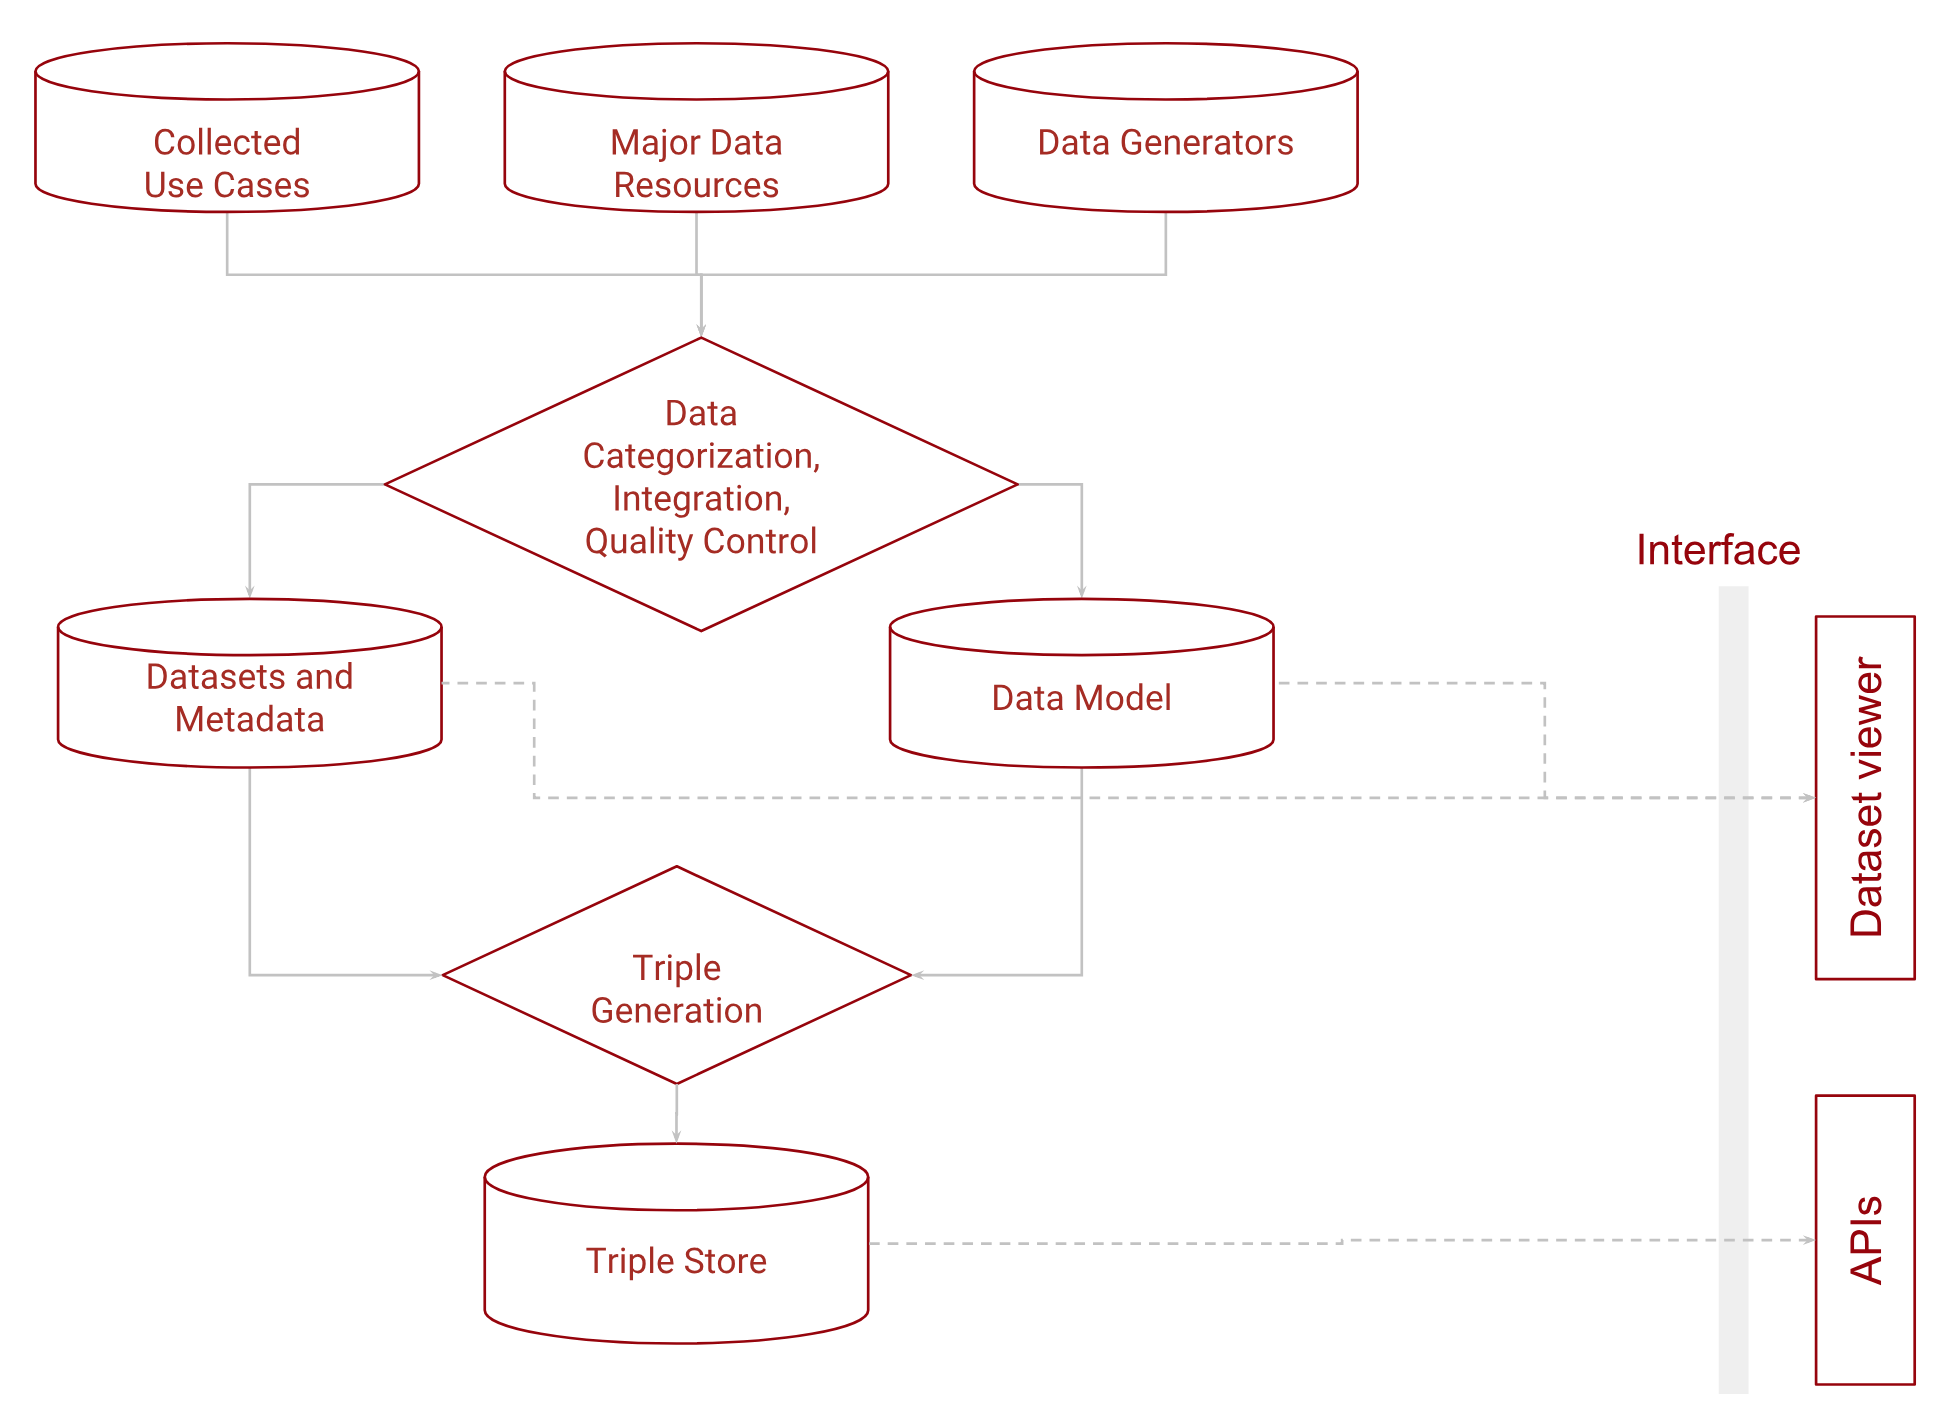 Collected
Use Cases
Major Data
Resources
Data Generators
Data
Categorization,
Integration,
Quality Control
Interface
Datasets and
Metadata
Data Model
Dataset viewer
Triple
Generation
Triple Store
APIs